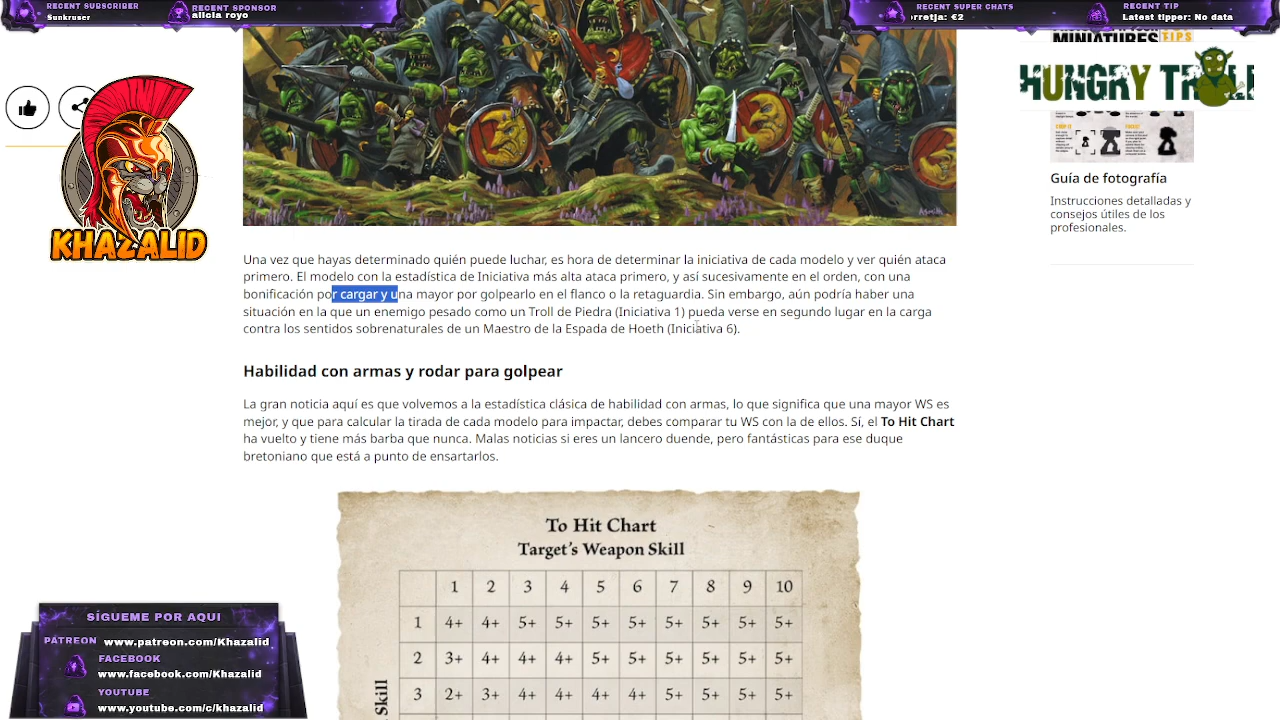 RECENT SUBSCRIBER
Sunkruser
RECENT SPONSOR
alicia royo
RECENT SUPER CHATS
orretja: €2
RECENT TIP
Latest tipper: No data
MINIATURES TIPS
HUNGRY TROLL
KHAZALID
Guía de fotografía
Instrucciones detalladas y
consejos útiles de los
profesionales.
Una vez que hayas determinado quién puede luchar, es hora de determinar la iniciativa de cada modelo y ver quién ataca
primero. El modelo con la estadística de Iniciativa más alta ataca primero, y así sucesivamente en el orden, con una
bonificación por cargar y una mayor por golpearlo en el flanco o la retaguardia. Sin embargo, aún podría haber una
situación en la que un enemigo pesado como un Troll de Piedra (Iniciativa 1) pueda verse en segundo lugar en la carga
contra los sentidos sobrenaturales de un Maestro de la Espada de Hoeth (Iniciativa 6).
Habilidad con armas y rodar para golpear
La gran noticia aquí es que volvemos a la estadística clásica de habilidad con armas, lo que significa que una mayor WS es
mejor, y que para calcular la tirada de cada modelo para impactar, debes comparar tu WS con la de ellos. Sí, el To Hit Chart
ha vuelto y tiene más barba que nunca. Malas noticias si eres un lancero duende, pero fantásticas para ese duque
bretoniano que está a punto de ensartarlos.
To Hit Chart
Target's Weapon Skill
1 2 3 4 5 6 7 8 9 10
1 4+ 4+ 5+ 5+ 5+ 5+ 5+ 5+ 5+ 5+
2 3+ 4+ 4+ 4+ 5+ 5+ 5+ 5+ 5+ 5+
3 2+ 3+ 4+ 4+ 4+ 4+ 5+ 5+ 5+ 5+
Skill
SÍGUEME POR AQUI
PATREON www.patreon.com/Khazalid
FACEBOOK
www.facebook.com/Khazalid
YOUTUBE
www.youtube.com/c/khazalid